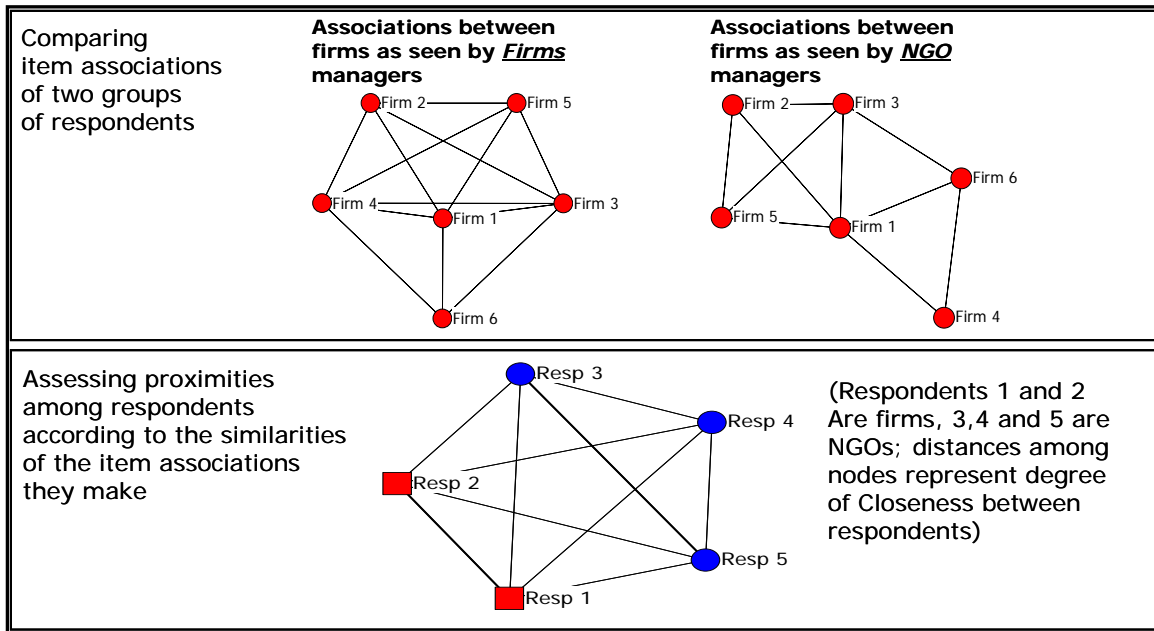 Comparing
item associations
of two groups
of respondents
Associations between
firms as seen by Firms
managers
Firm 2
Firm 5
Firm 4
Firm 1
Firm 3
Firm 6
Associations between
firms as seen by NGO
managers
Firm 2
Firm 3
Firm 6
Firm 5
Firm 1
Firm 4
Assessing proximities
among respondents
according to the similarities
of the item associations
they make
Resp 3
Resp 4
Resp 2
Resp 5
Resp 1
(Respondents 1 and 2
Are firms, 3,4 and 5 are
NGOs; distances among
nodes represent degree
of Closeness between
respondents)